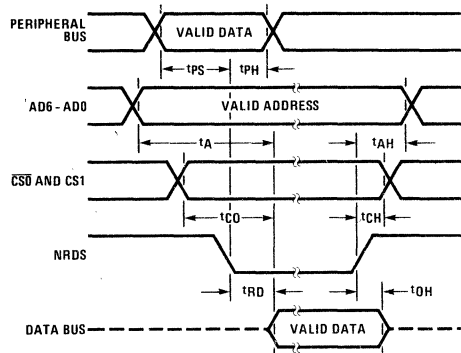 PERIPHERAL
BUS
VALID DATA
tPS
tPH
AD6 - AD0
VALID ADDRESS
tA
tAH
CS0 AND CS1
tCO
tCH
NRDS
tRD
tOH
DATA BUS
VALID DATA